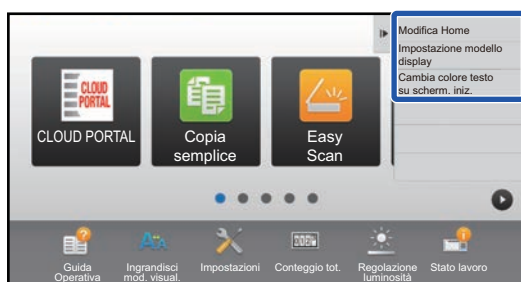 Modifica Home
Impostazione modello
display
Cambia colore testo
su scherm. iniz.
CLOUD
PORTAL
CLOUD PORTAL
Copia
semplice
Easy
Scan
Guida
Operativa
Ingrandisci
mod. visual.
Impostazioni
Conteggio tot.
Regolazione
luminosità
Stato lavoro